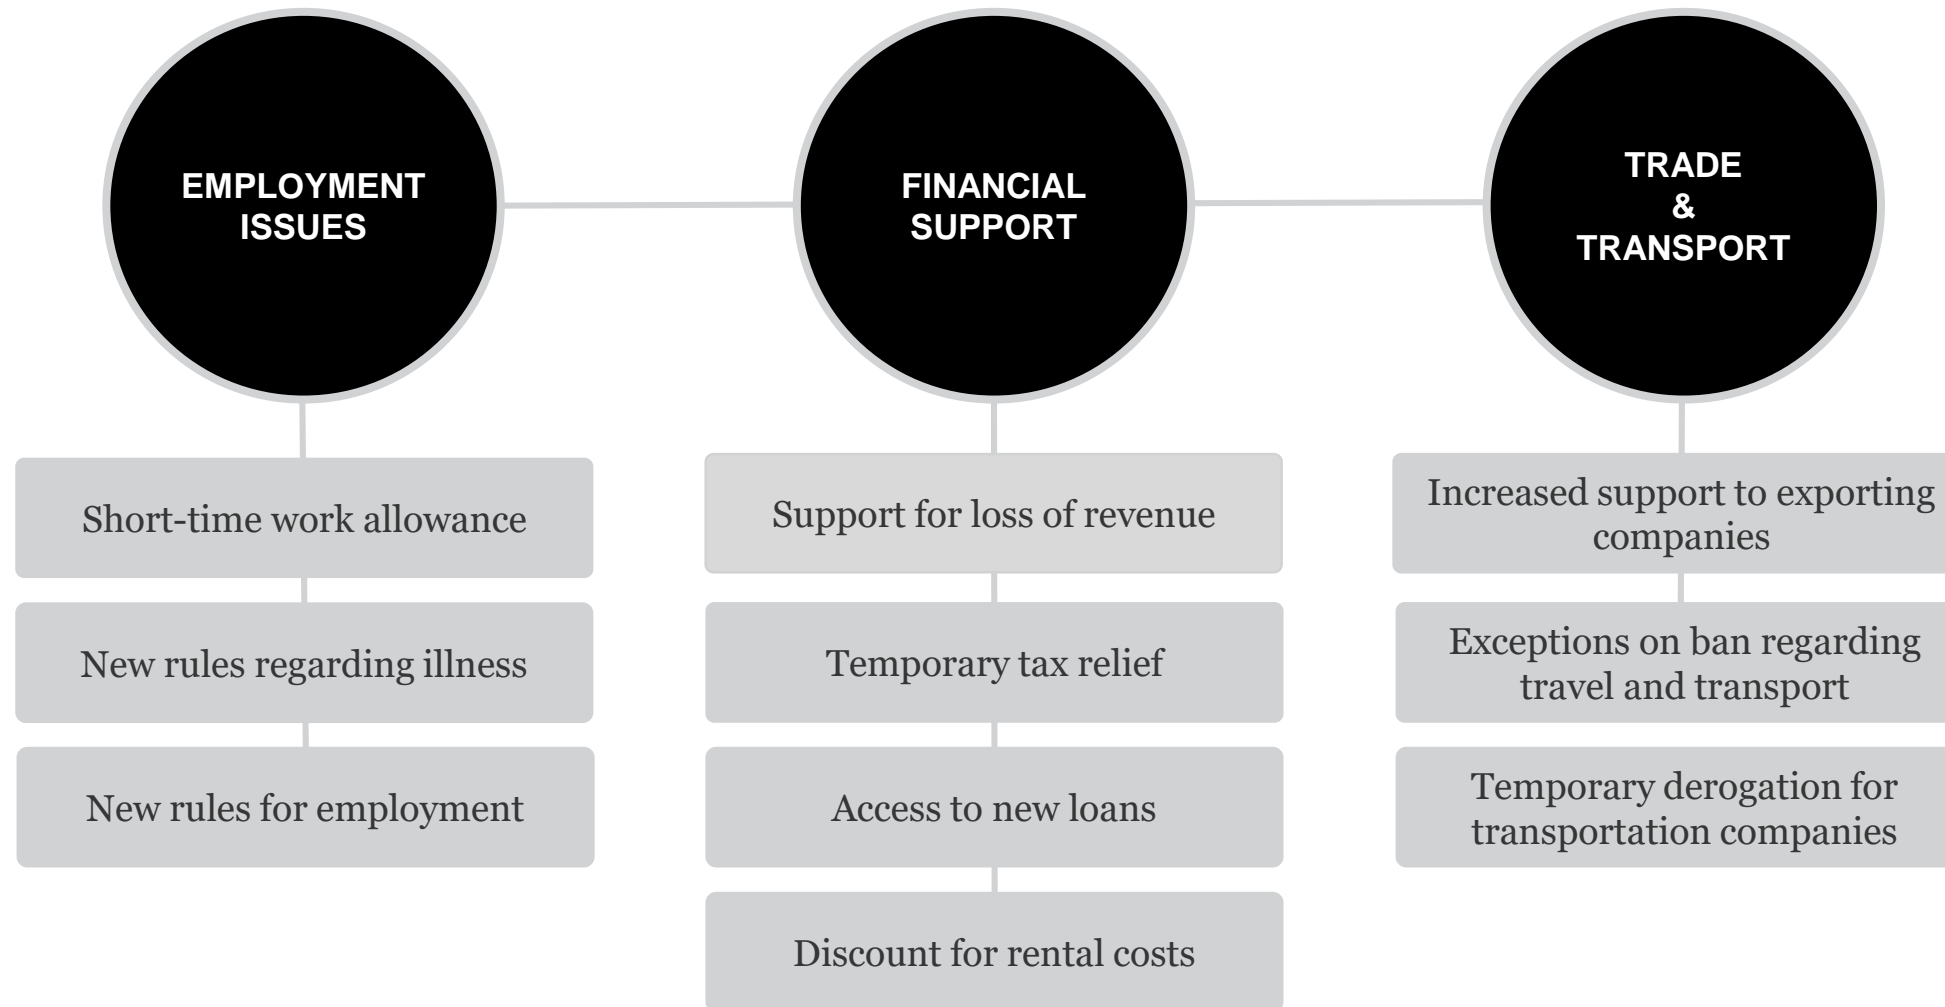 EMPLOYMENT
ISSUES
Short-time work allowance
New rules regarding illness
New rules for employment
FINANCIAL
SUPPORT
Support for loss of revenue
Temporary tax relief
Access to new loans
Discount for rental costs
TRADE
&
TRANSPORT
Increased support to exporting
companies
Exceptions on ban regarding
travel and transport
Temporary derogation for
transportation companies